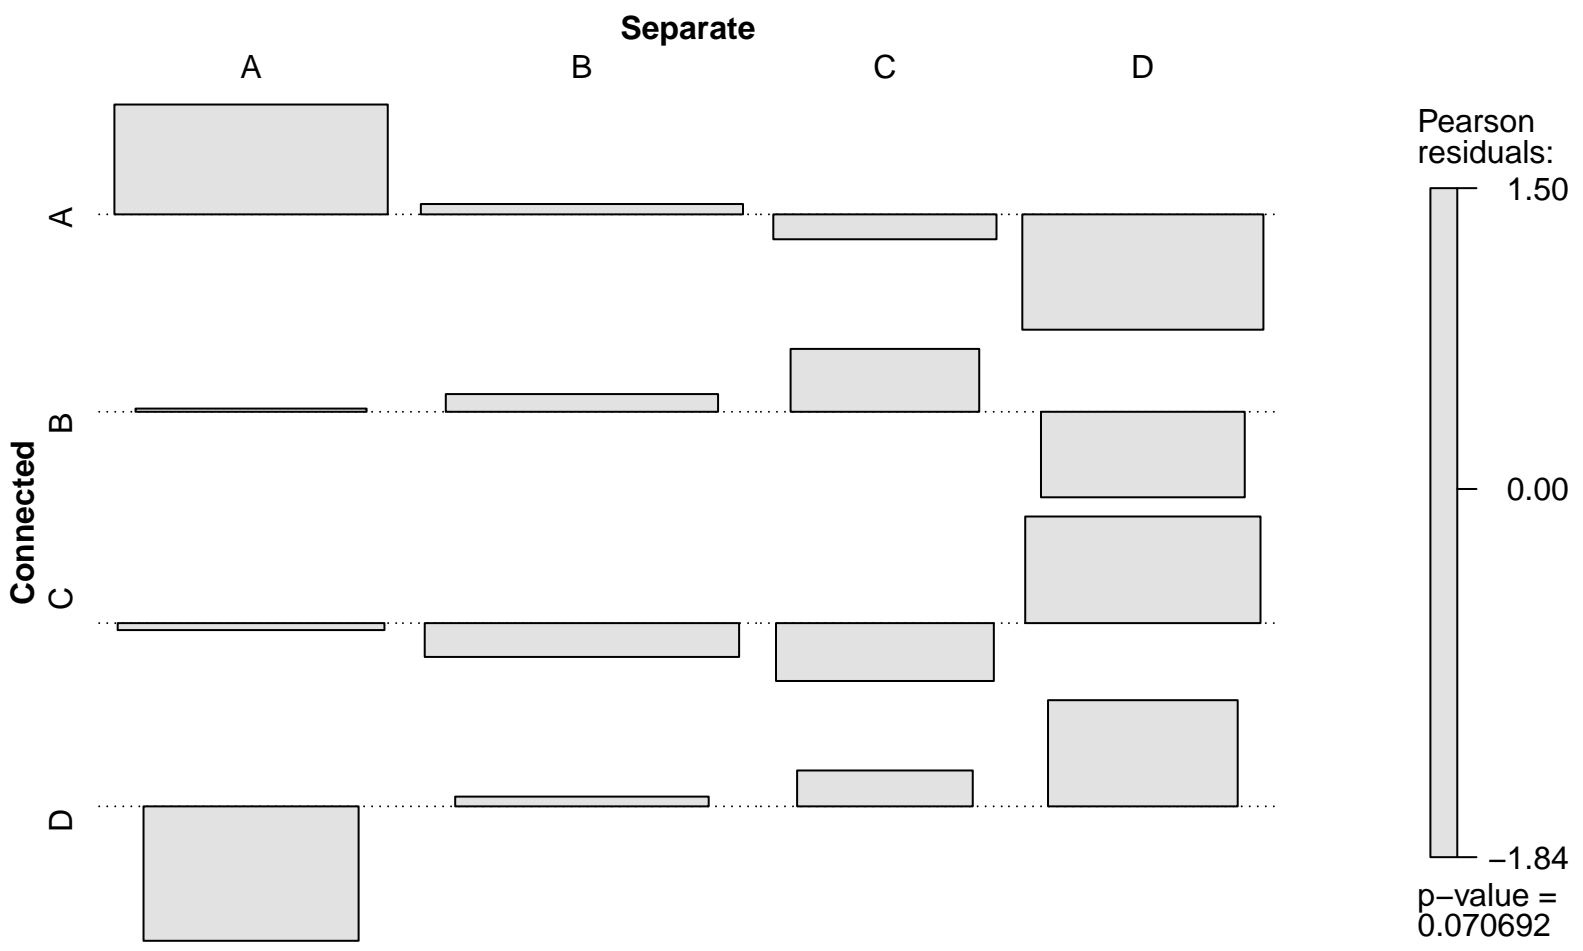 Separate
A B C D
Pearson
residuals:
1.50
A
B
0.00
Connected
C
D
−1.84
p−value =
0.070692